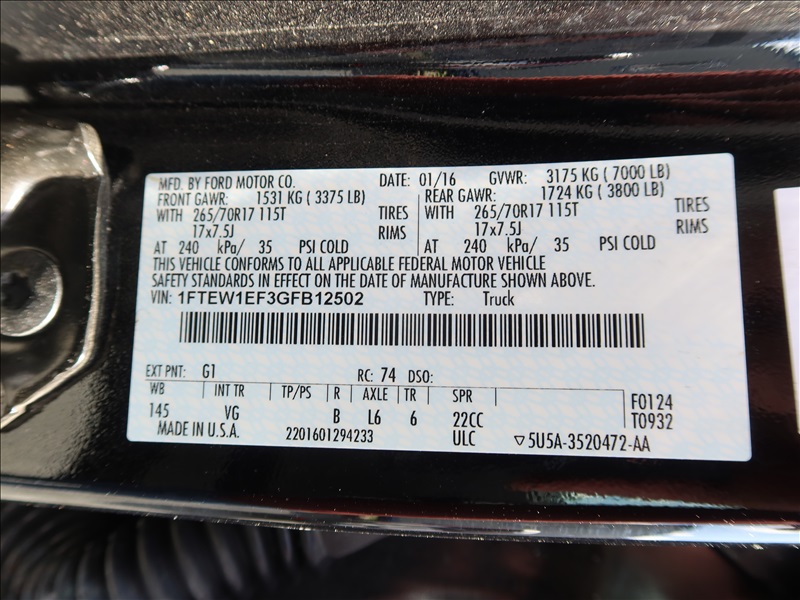 MFD. BY FORD MOTOR CO. DATE: 01/16 GVWR: 3175 KG ( 7000 LB)
FRONT GAWR: 1531 KG ( 3375 LB) REAR GAWR: 1724 KG ( 3800 LB)
WITH 265/70R17 115T TIRES WITH 265/70R17 115T TIRES
17x7.5J RIMS 17x7.5J RIMS
AT 240 kPa/ 35 PSI COLD AT 240 kPa/ 35 PSI COLD
THIS VEHICLE CONFORMS TO ALL APPLICABLE FEDERAL MOTOR VEHICLE
SAFETY STANDARDS IN EFFECT ON THE DATE OF MANUFACTURE SHOWN ABOVE.
VIN: 1FTEW1EF3GFB12502 TYPE: Truck
EXT PNT: G1 RC: 74 DSO:
WB INT TR TP/PS R AXLE TR SPR F0124
145 VG B L6 6 22CC T0932
MADE IN U.S.A. 2201601294233 ULC ▽5U5A-3520472-AA